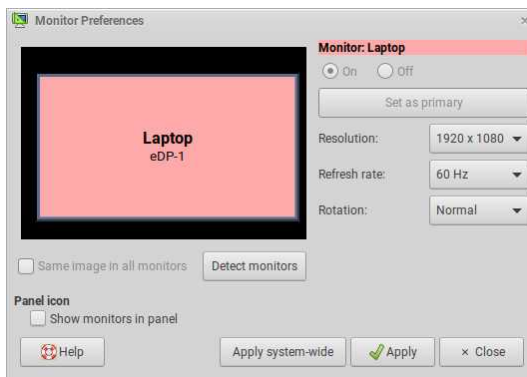 Monitor Preferences
Monitor: Laptop
On Off
Set as primary
Laptop
eDP-1
Resolution: 1920 x 1080
Refresh rate: 60 Hz
Rotation: Normal
Same image in all monitors Detect monitors
Panel icon
Show monitors in panel
Help Apply system-wide Apply × Close